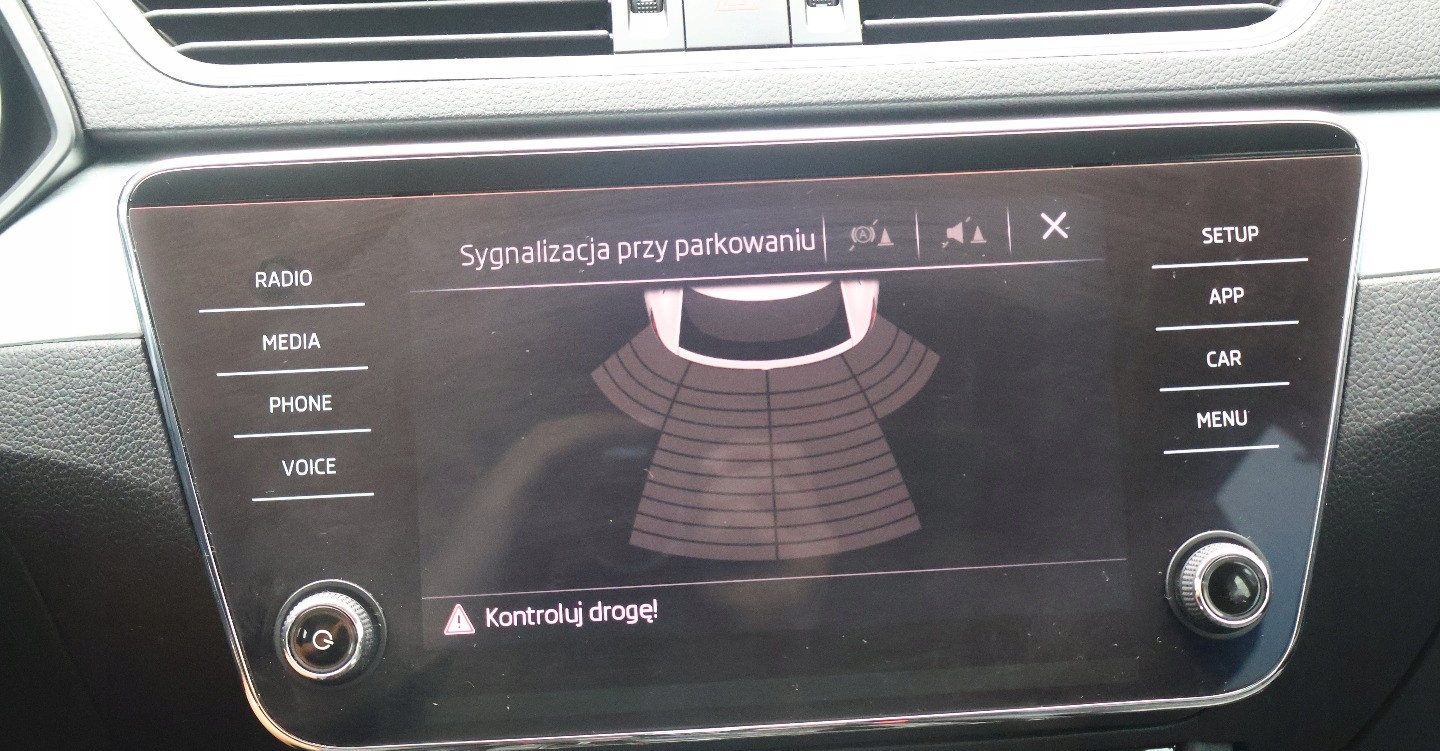 Sygnalizacja przy parkowaniu
RADIO
MEDIA
PHONE
VOICE
SETUP
APP
CAR
MENU
Kontroluj drogę!